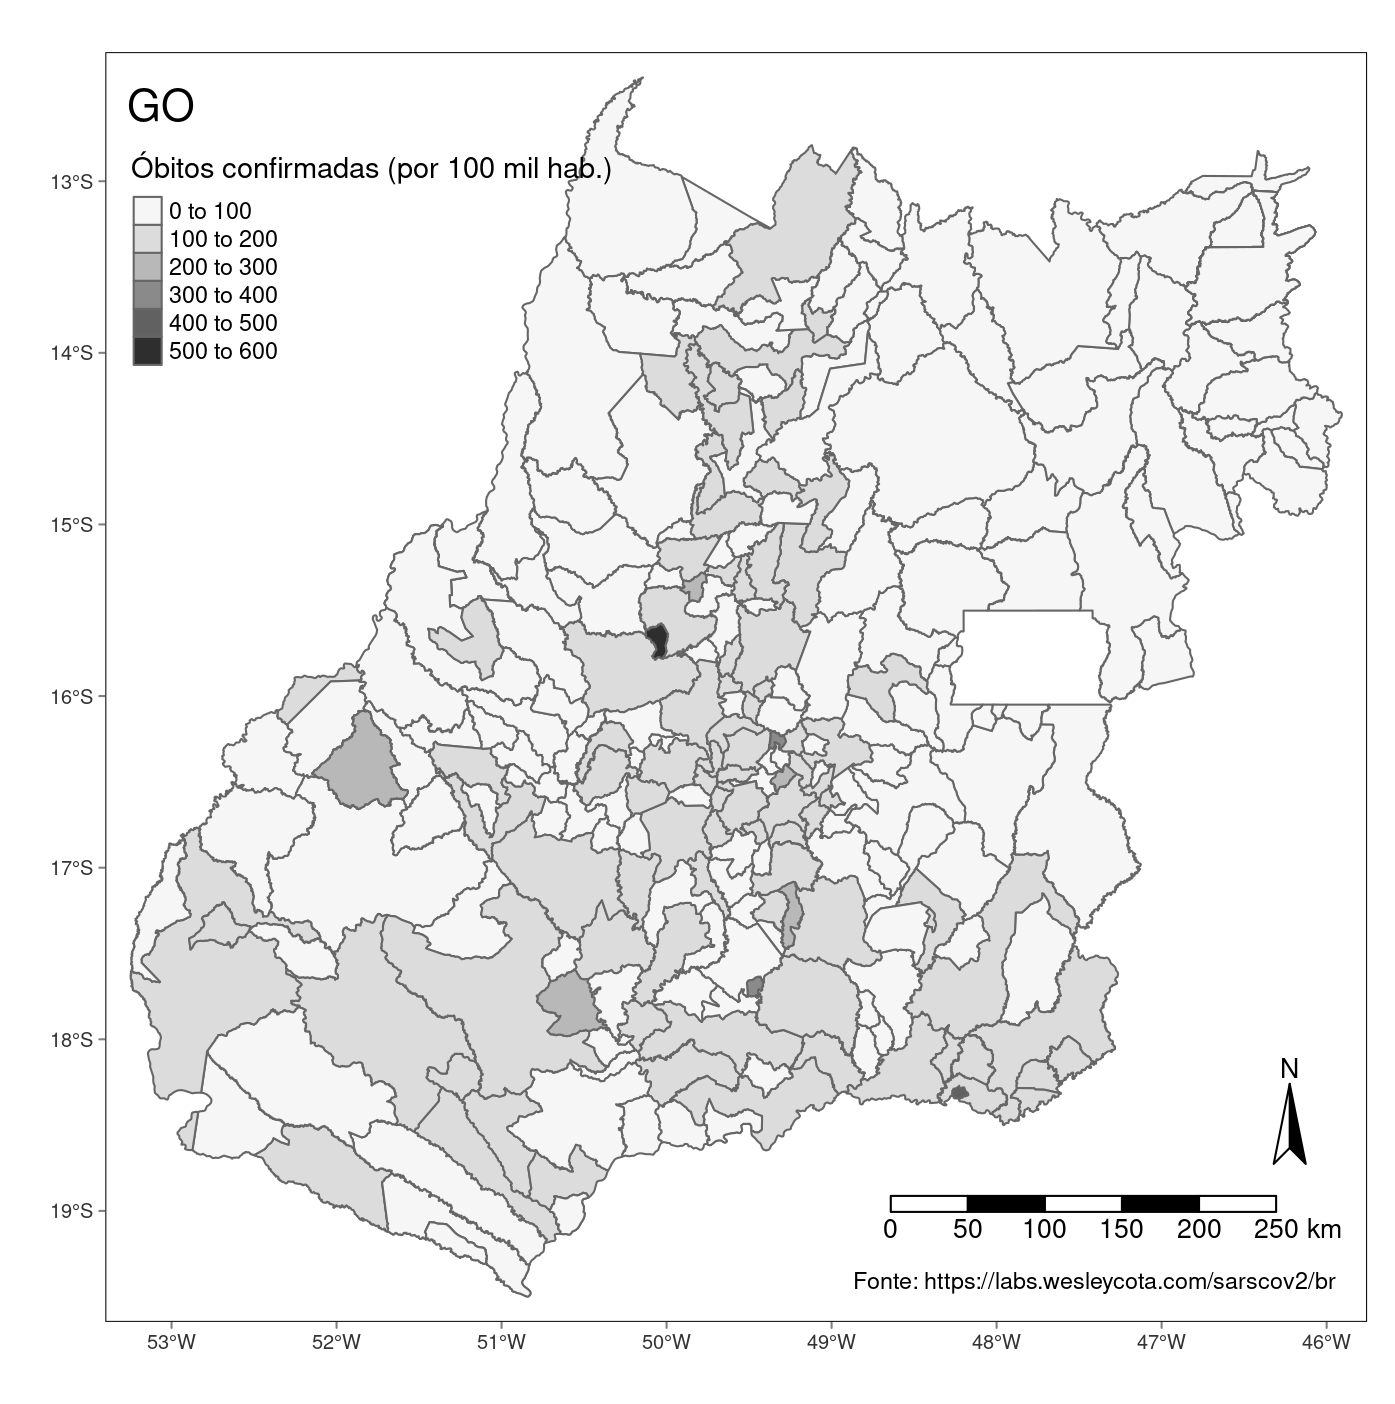 GO
Óbitos confirmadas (por 100 mil hab.)
0 to 100
100 to 200
200 to 300
300 to 400
400 to 500
500 to 600
13°S
14°S
15°S
16°S
17°S
18°S
19°S
N
0 50 100 150 200 250 km
Fonte: https://labs.wesleycota.com/sarscov2/br
53°W 52°W 51°W 50°W 49°W 48°W 47°W 46°W